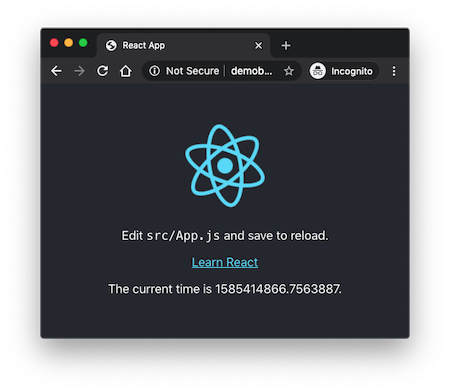 React App
Not Secure
demob...
Incognito
Edit src/App.js and save to reload.
Learn React
The current time is 1585414866.7563887.